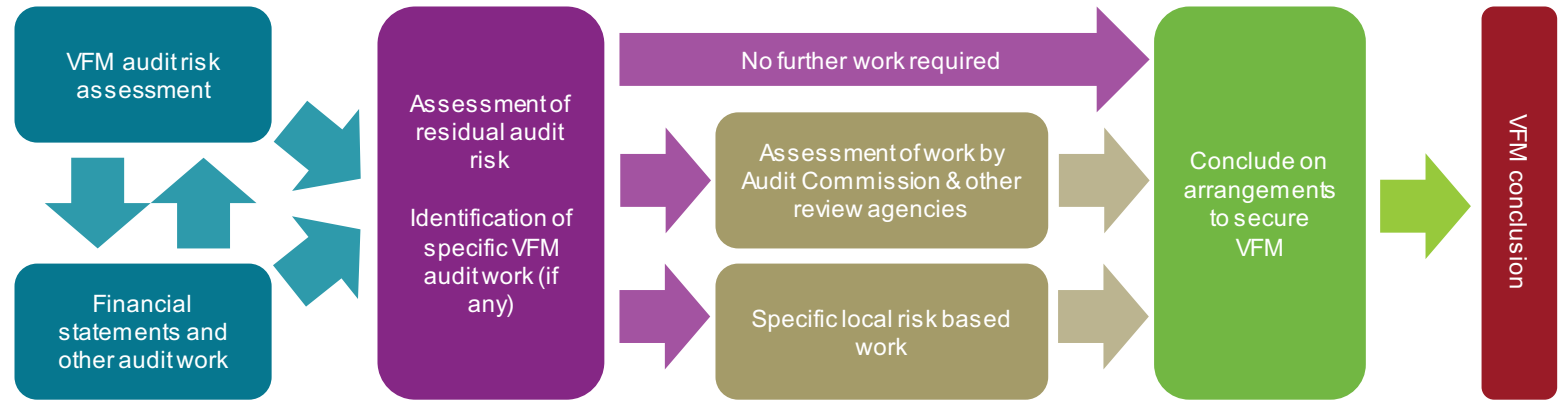 VFM audit risk
assessment
Financial
statements and
other audit work
Assessment of
residual audit
risk
Identification of
specific VFM
audit work (if
any)
No further work required
Assessment of work by
Audit Commission & other
review agencies
Specific local risk based
work
Conclude on
arrangements
to secure
VFM
VFM conclusion